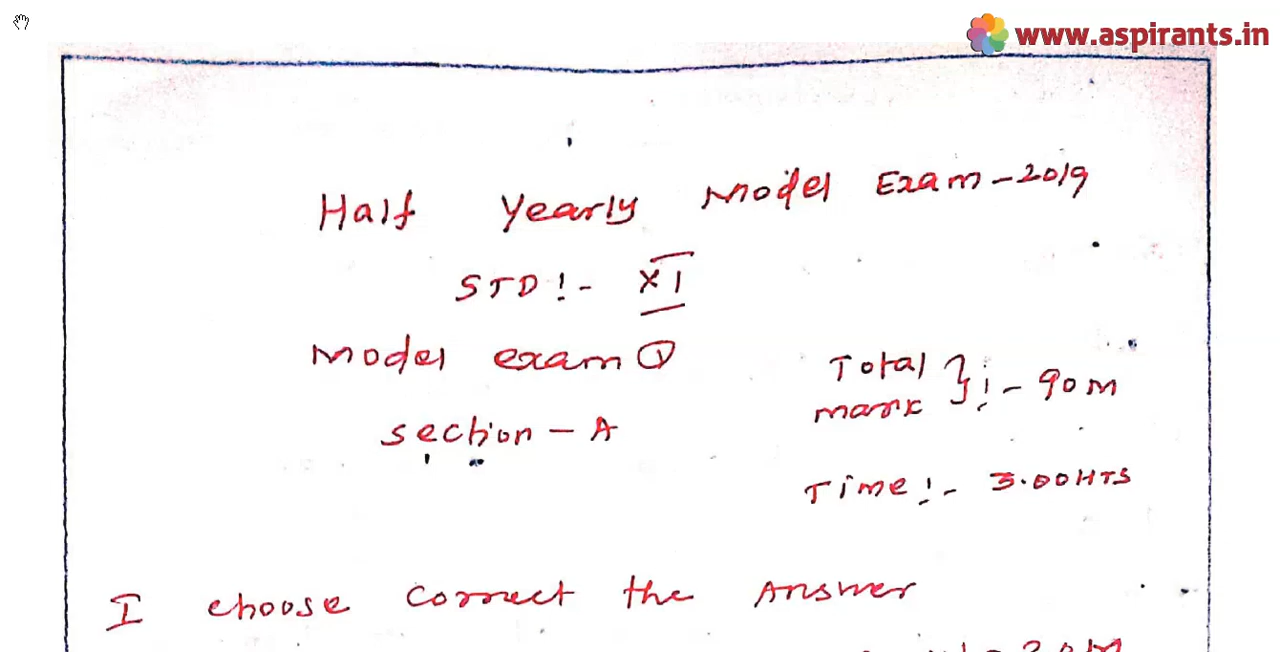 www.aspirants.in
Half Yearly Model Exam-2019
STD:- XI
Model exam ①
Total mark }:- 90M
Section - A
Time:- 3.00Hrs
I choose correct the Answer